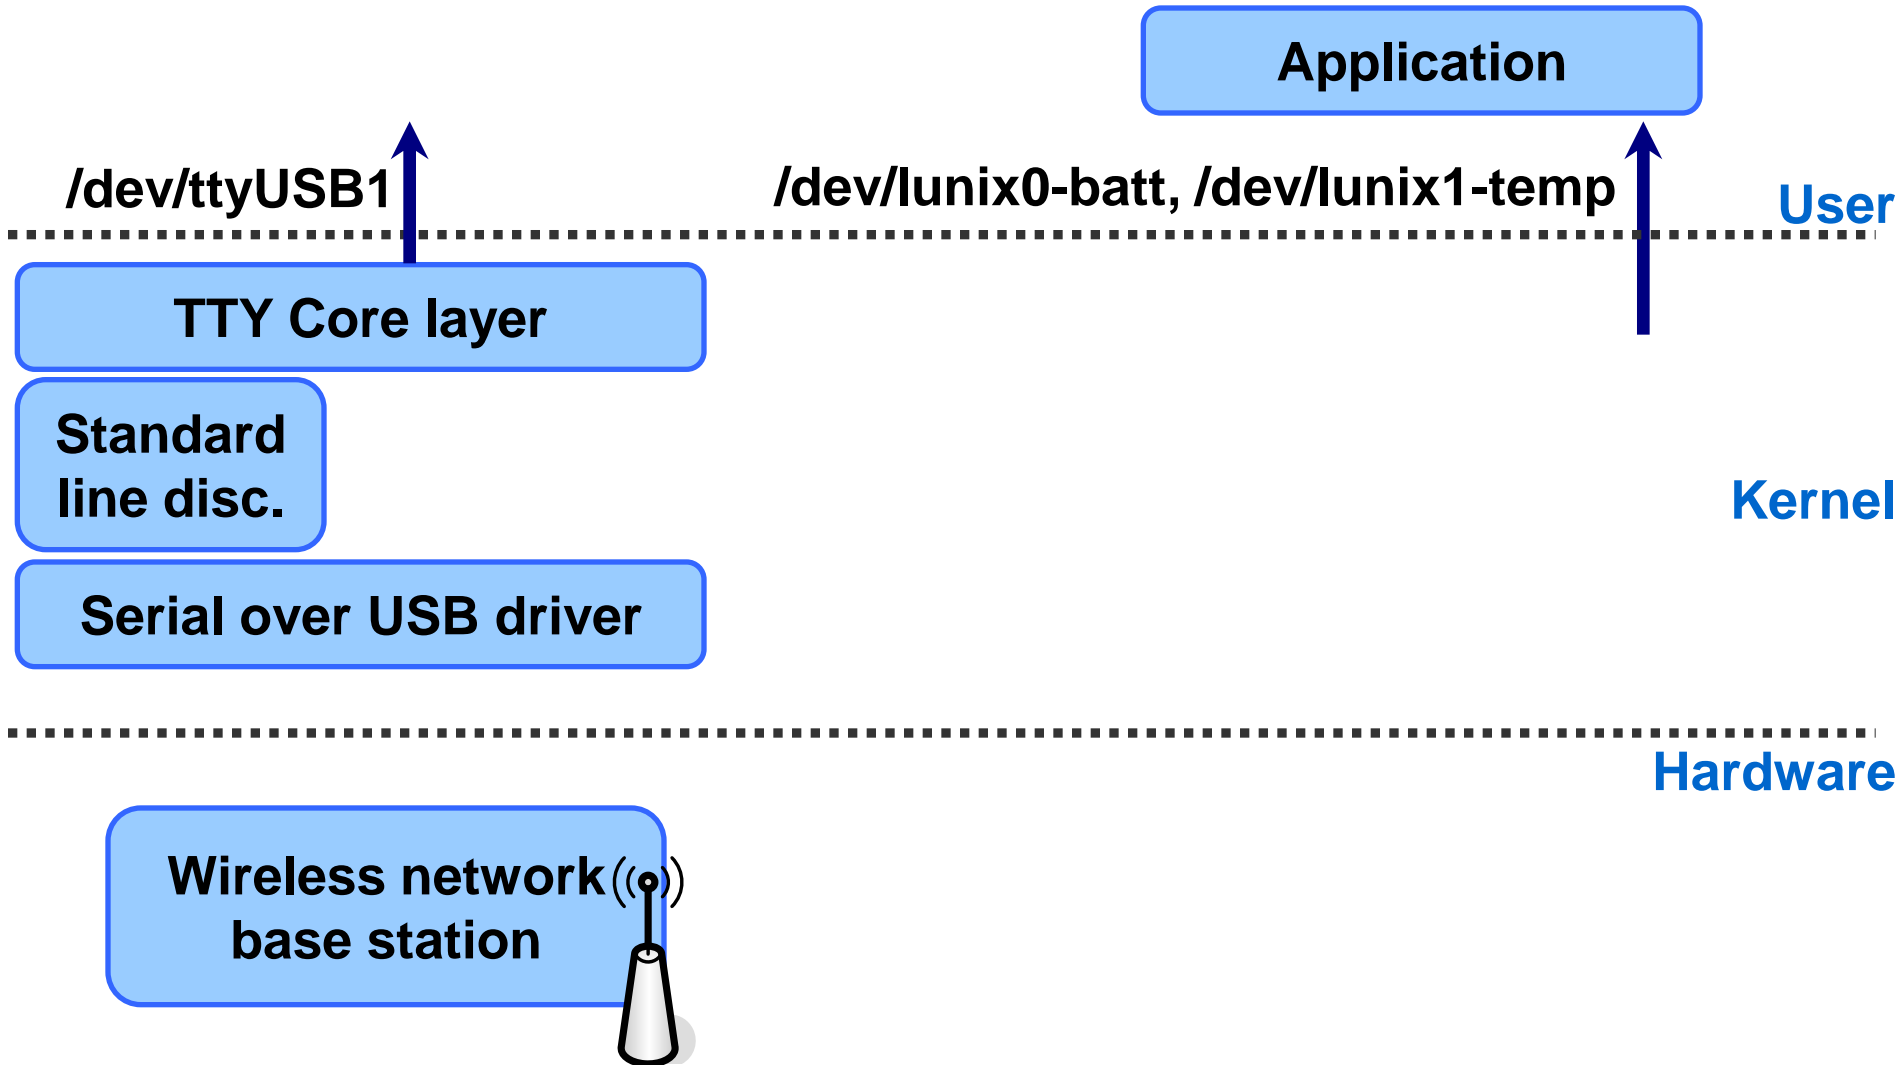 Application
/dev/ttyUSB1
/dev/lunix0-batt, /dev/lunix1-temp
User
TTY Core layer
Standard
line disc.
Kernel
Serial over USB driver
Hardware
Wireless network
base station